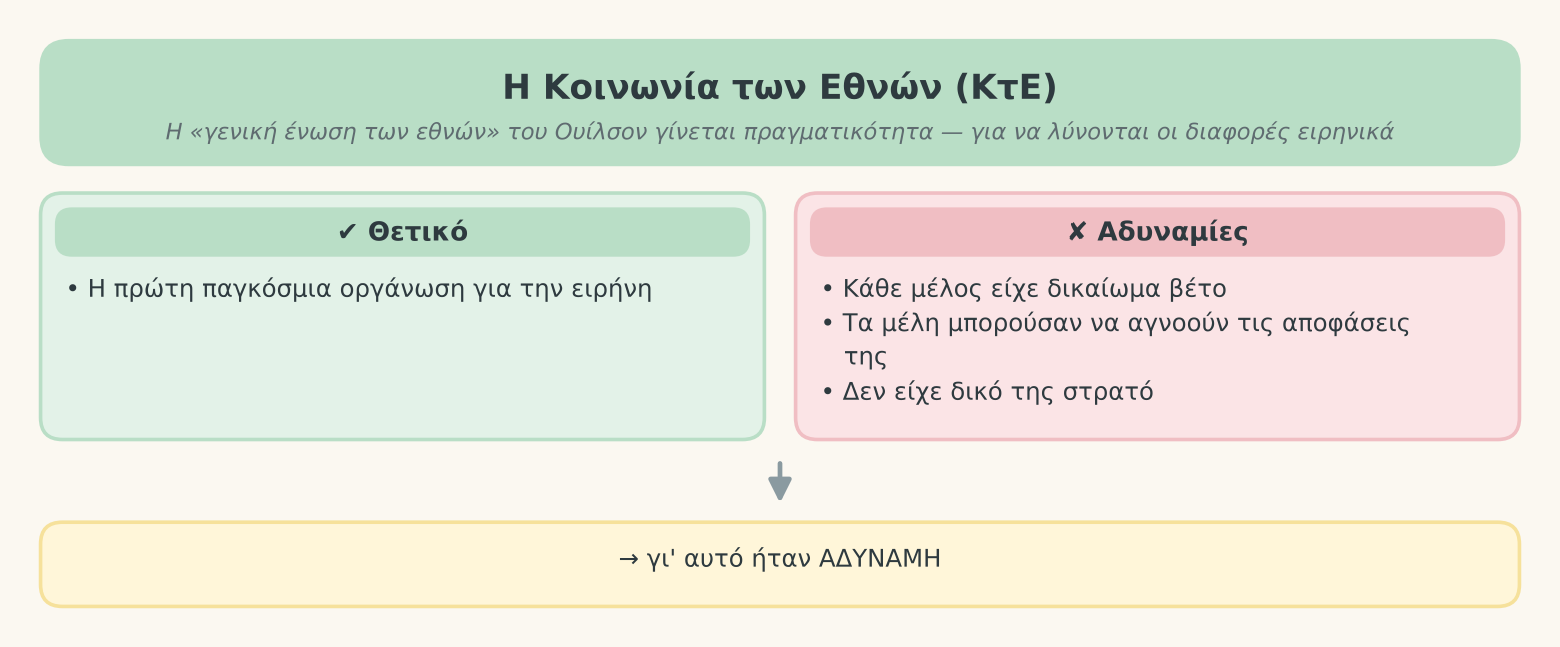 Η Κοινωνία των Εθνών (ΚτΕ)
Η «γενική ένωση των εθνών» του Ουίλσον γίνεται πραγματικότητα — για να λύνονται οι διαφορές ειρηνικά
✔ Θετικό
• Η πρώτη παγκόσμια οργάνωση για την ειρήνη
✘ Αδυναμίες
• Κάθε μέλος είχε δικαίωμα βέτο
• Τα μέλη μπορούσαν να αγνοούν τις αποφάσεις
της
• Δεν είχε δικό της στρατό
→ γι' αυτό ήταν ΑΔΥΝΑΜΗ